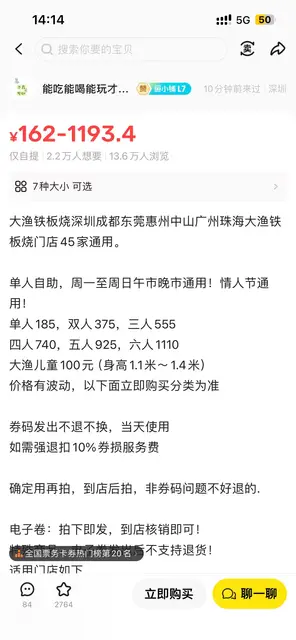 14:14
5G
50
搜索你要的宝贝
卖
能吃能喝能玩才...
L7
10分钟前来过
深圳
¥162-1193.4
仅自提 | 2.2万人想要 | 13.6万人浏览
7种大小 可选
大渔铁板烧深圳成都东莞惠州中山广州珠海大渔铁
板烧门店45家通用。
单人自助，周一至周日午市晚市通用！情人节通
用！
单人185，双人375，三人555
四人740，五人925，六人1110
大渔儿童100元 (身高1.1米～1.4米)
价格有波动，以下面立即购买分类为准
券码发出不退不换，当天使用
如需强退扣10%券损服务费
确定用再拍，到店后拍，非券码问题不好退的.
电子卷：拍下即发，到店核销即可！
全国票务卡券热门榜第20名
后不支持退货！
适用门店如下
84
2764
立即购买
聊一聊